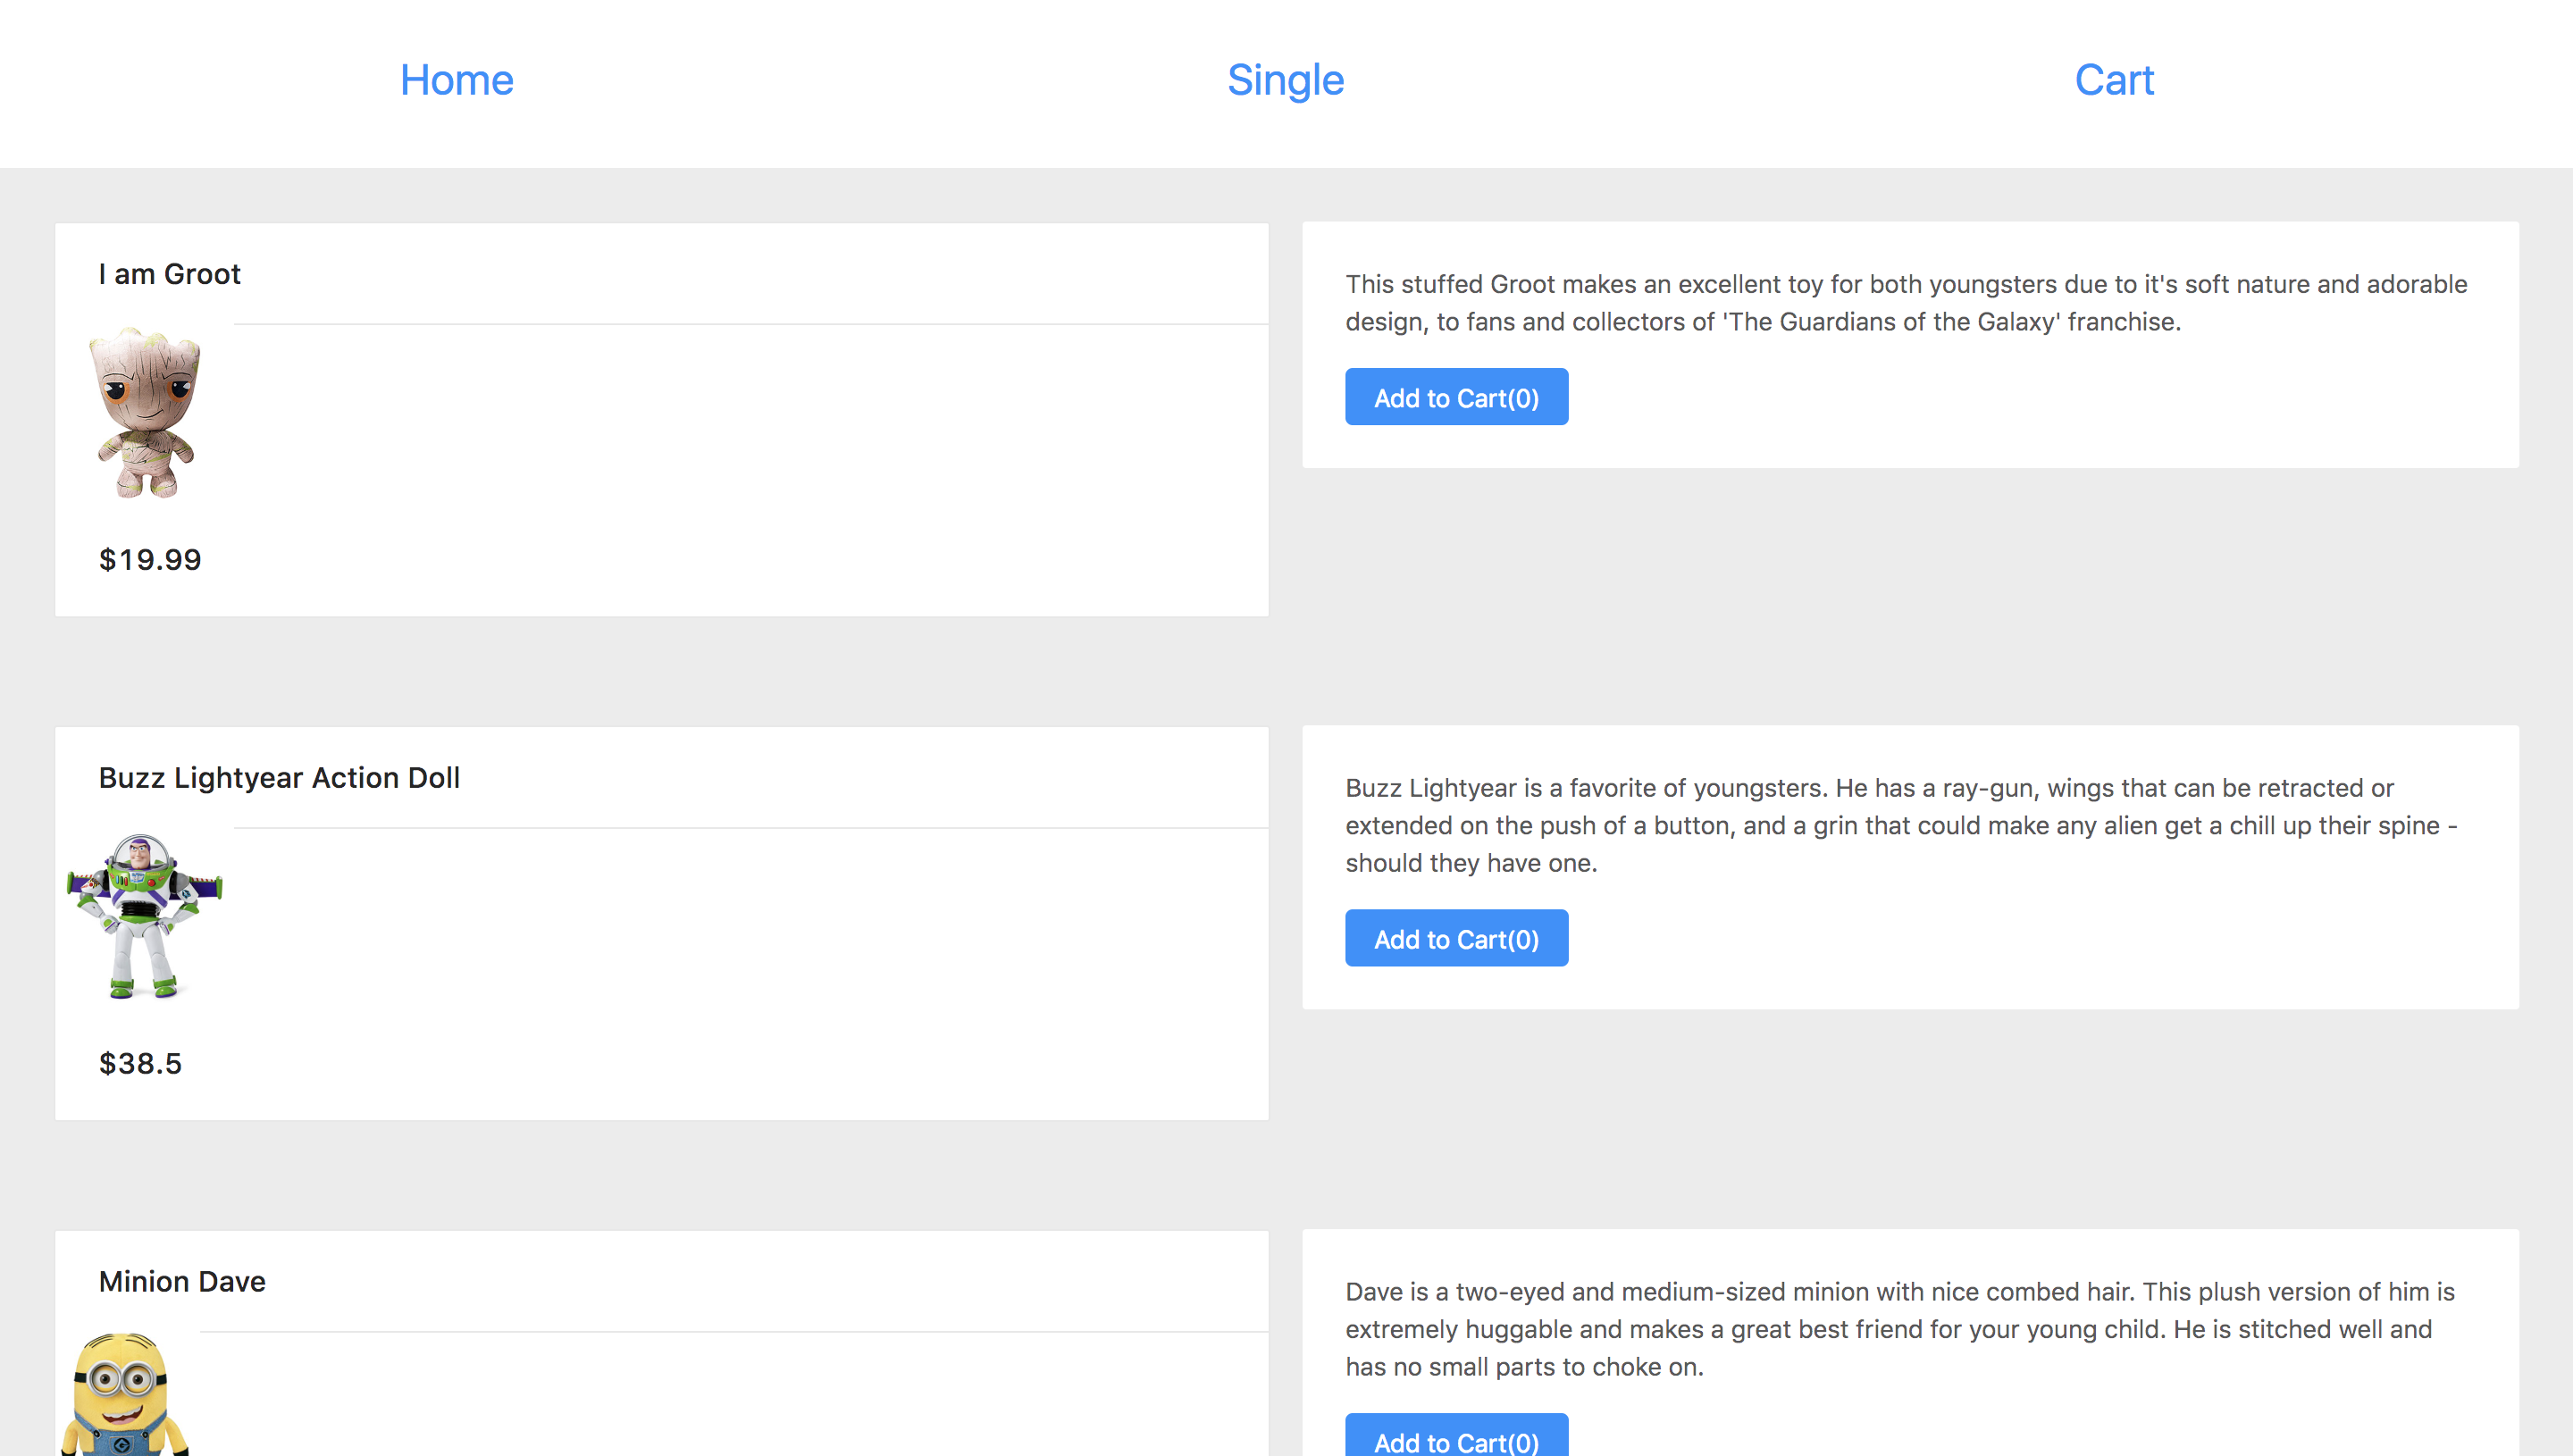 Home
Single
Cart
I am Groot
$19.99
This stuffed Groot makes an excellent toy for both youngsters due to it's soft nature and adorable
design, to fans and collectors of 'The Guardians of the Galaxy' franchise.
Add to Cart(0)
Buzz Lightyear Action Doll
$38.5
Buzz Lightyear is a favorite of youngsters. He has a ray-gun, wings that can be retracted or
extended on the push of a button, and a grin that could make any alien get a chill up their spine -
should they have one.
Add to Cart(0)
Minion Dave
Dave is a two-eyed and medium-sized minion with nice combed hair. This plush version of him is
extremely huggable and makes a great best friend for your young child. He is stitched well and
has no small parts to choke on.
Add to Cart(0)